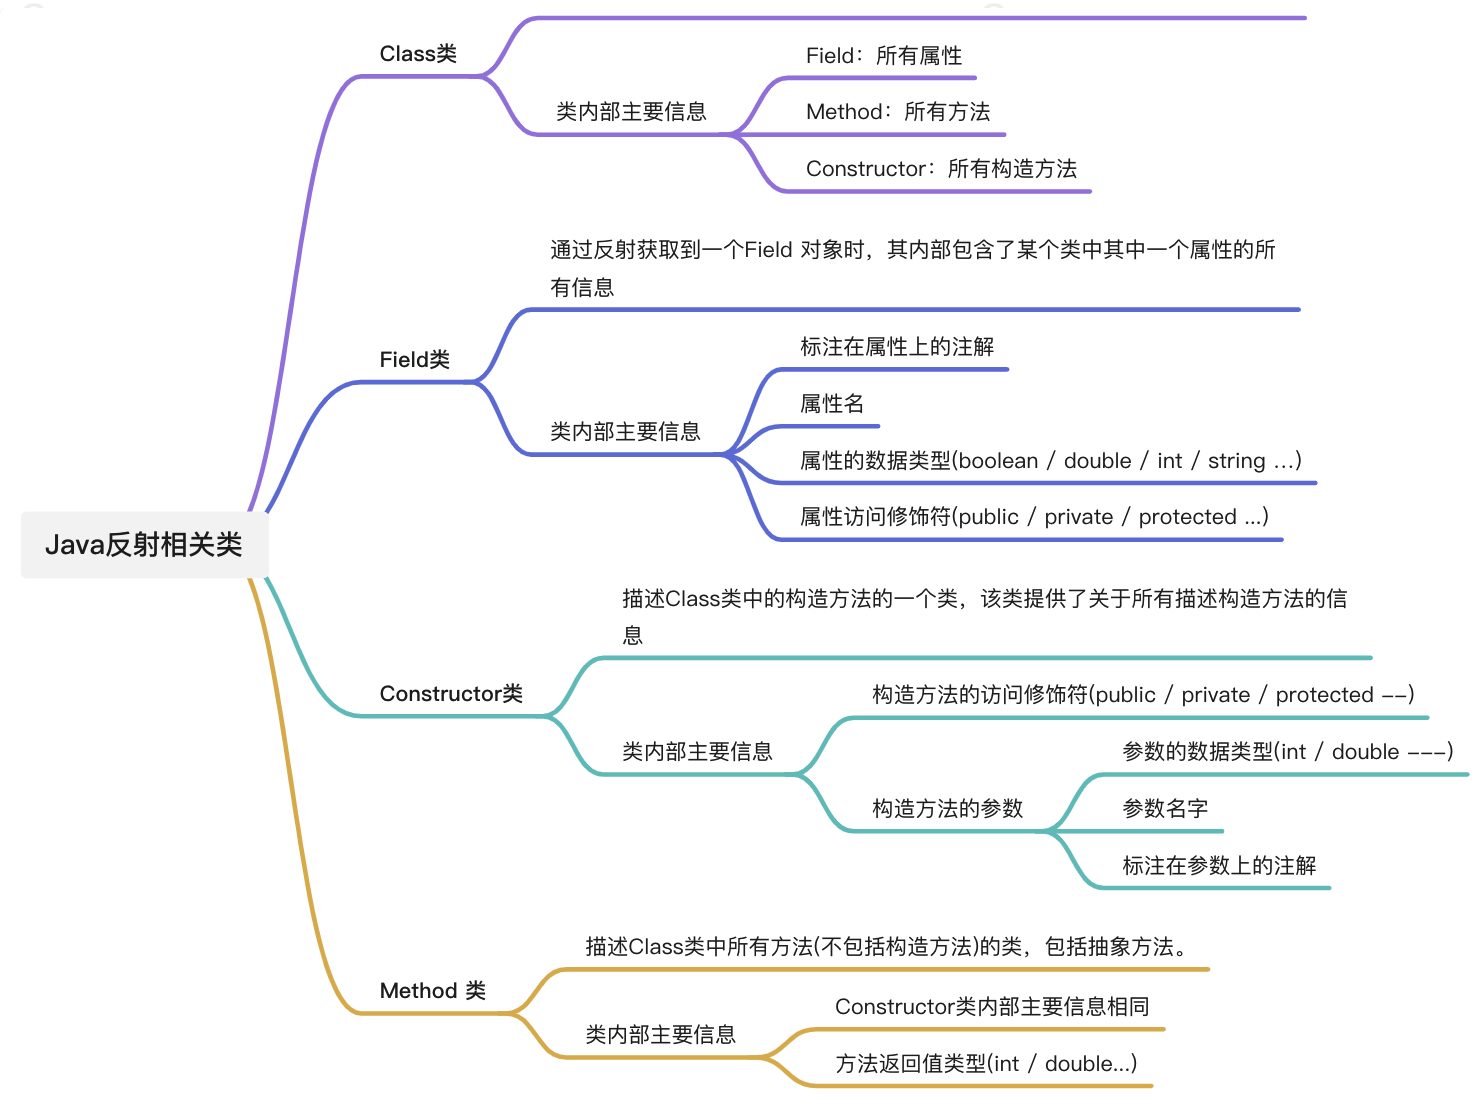 Class类
Field：所有属性
类内部主要信息
Method：所有方法
Constructor：所有构造方法
通过反射获取到一个Field 对象时，其内部包含了某个类中其中一个属性的所
有信息
Field类
标注在属性上的注解
属性名
类内部主要信息
属性的数据类型(boolean / double / int / string ...)
属性访问修饰符(public / private / protected ...)
Java反射相关类
描述Class类中的构造方法的一个类，该类提供了关于所有描述构造方法的信
息
Constructor类
构造方法的访问修饰符(public / private / protected --)
类内部主要信息
参数的数据类型(int / double ---)
构造方法的参数
参数名字
标注在参数上的注解
描述Class类中所有方法(不包括构造方法)的类，包括抽象方法。
Method 类
Constructor类内部主要信息相同
类内部主要信息
方法返回值类型(int / double...)